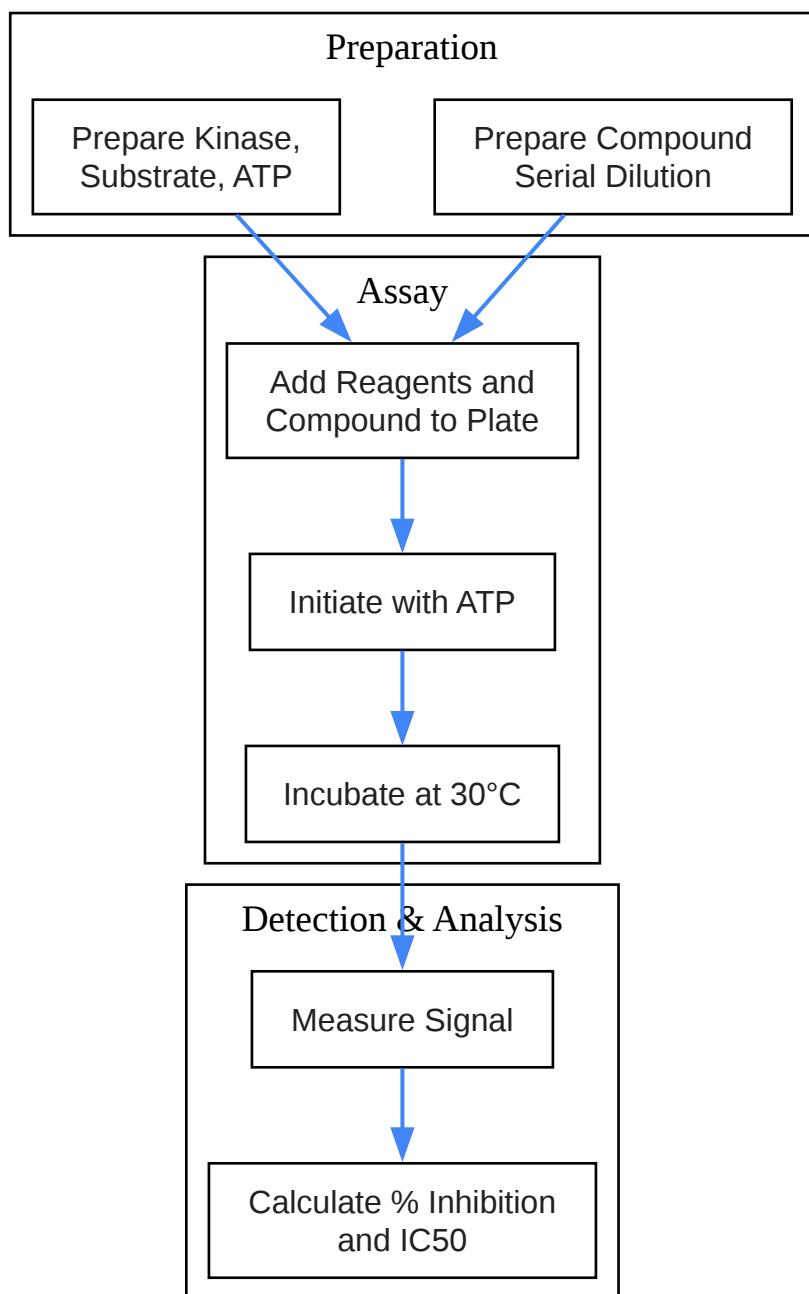 Preparation
Prepare Kinase,
Substrate, ATP
Prepare Compound
Serial Dilution
Assay
Add Reagents and
Compound to Plate
Initiate with ATP
Incubate at 30°C
Detection & Analysis
Measure Signal
Calculate % Inhibition
and IC50